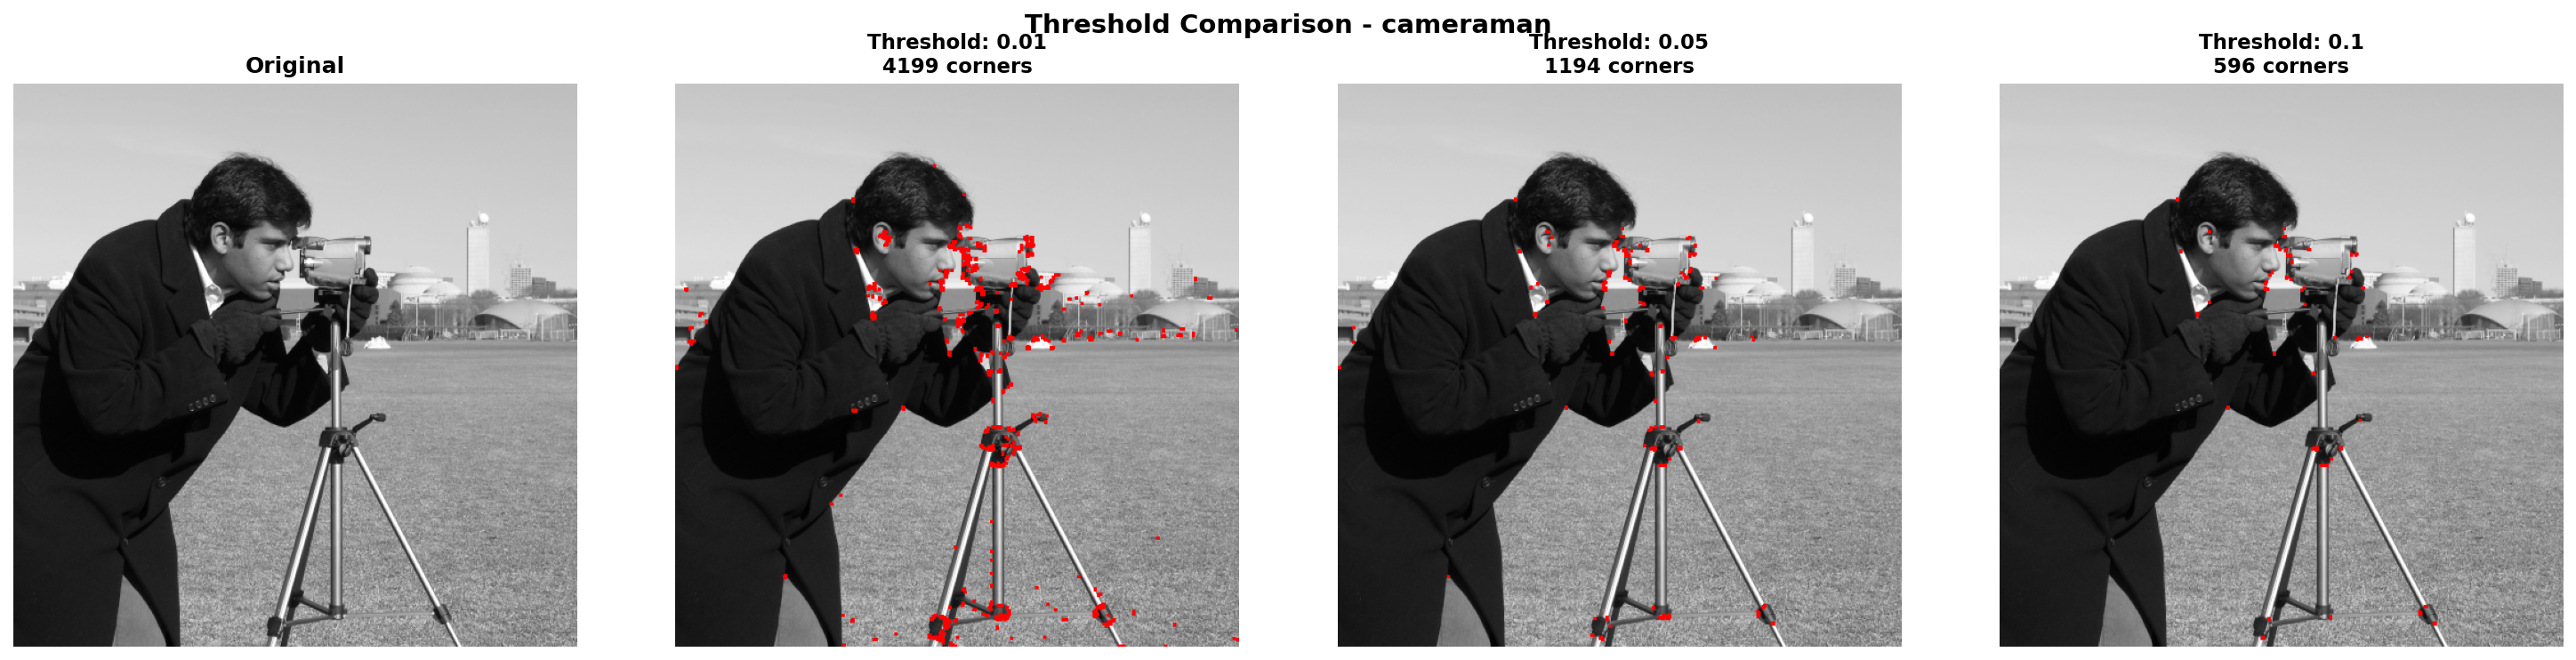 Threshold Comparison - cameraman
Original
Threshold: 0.01
4199 corners
Threshold: 0.05
1194 corners
Threshold: 0.1
596 corners